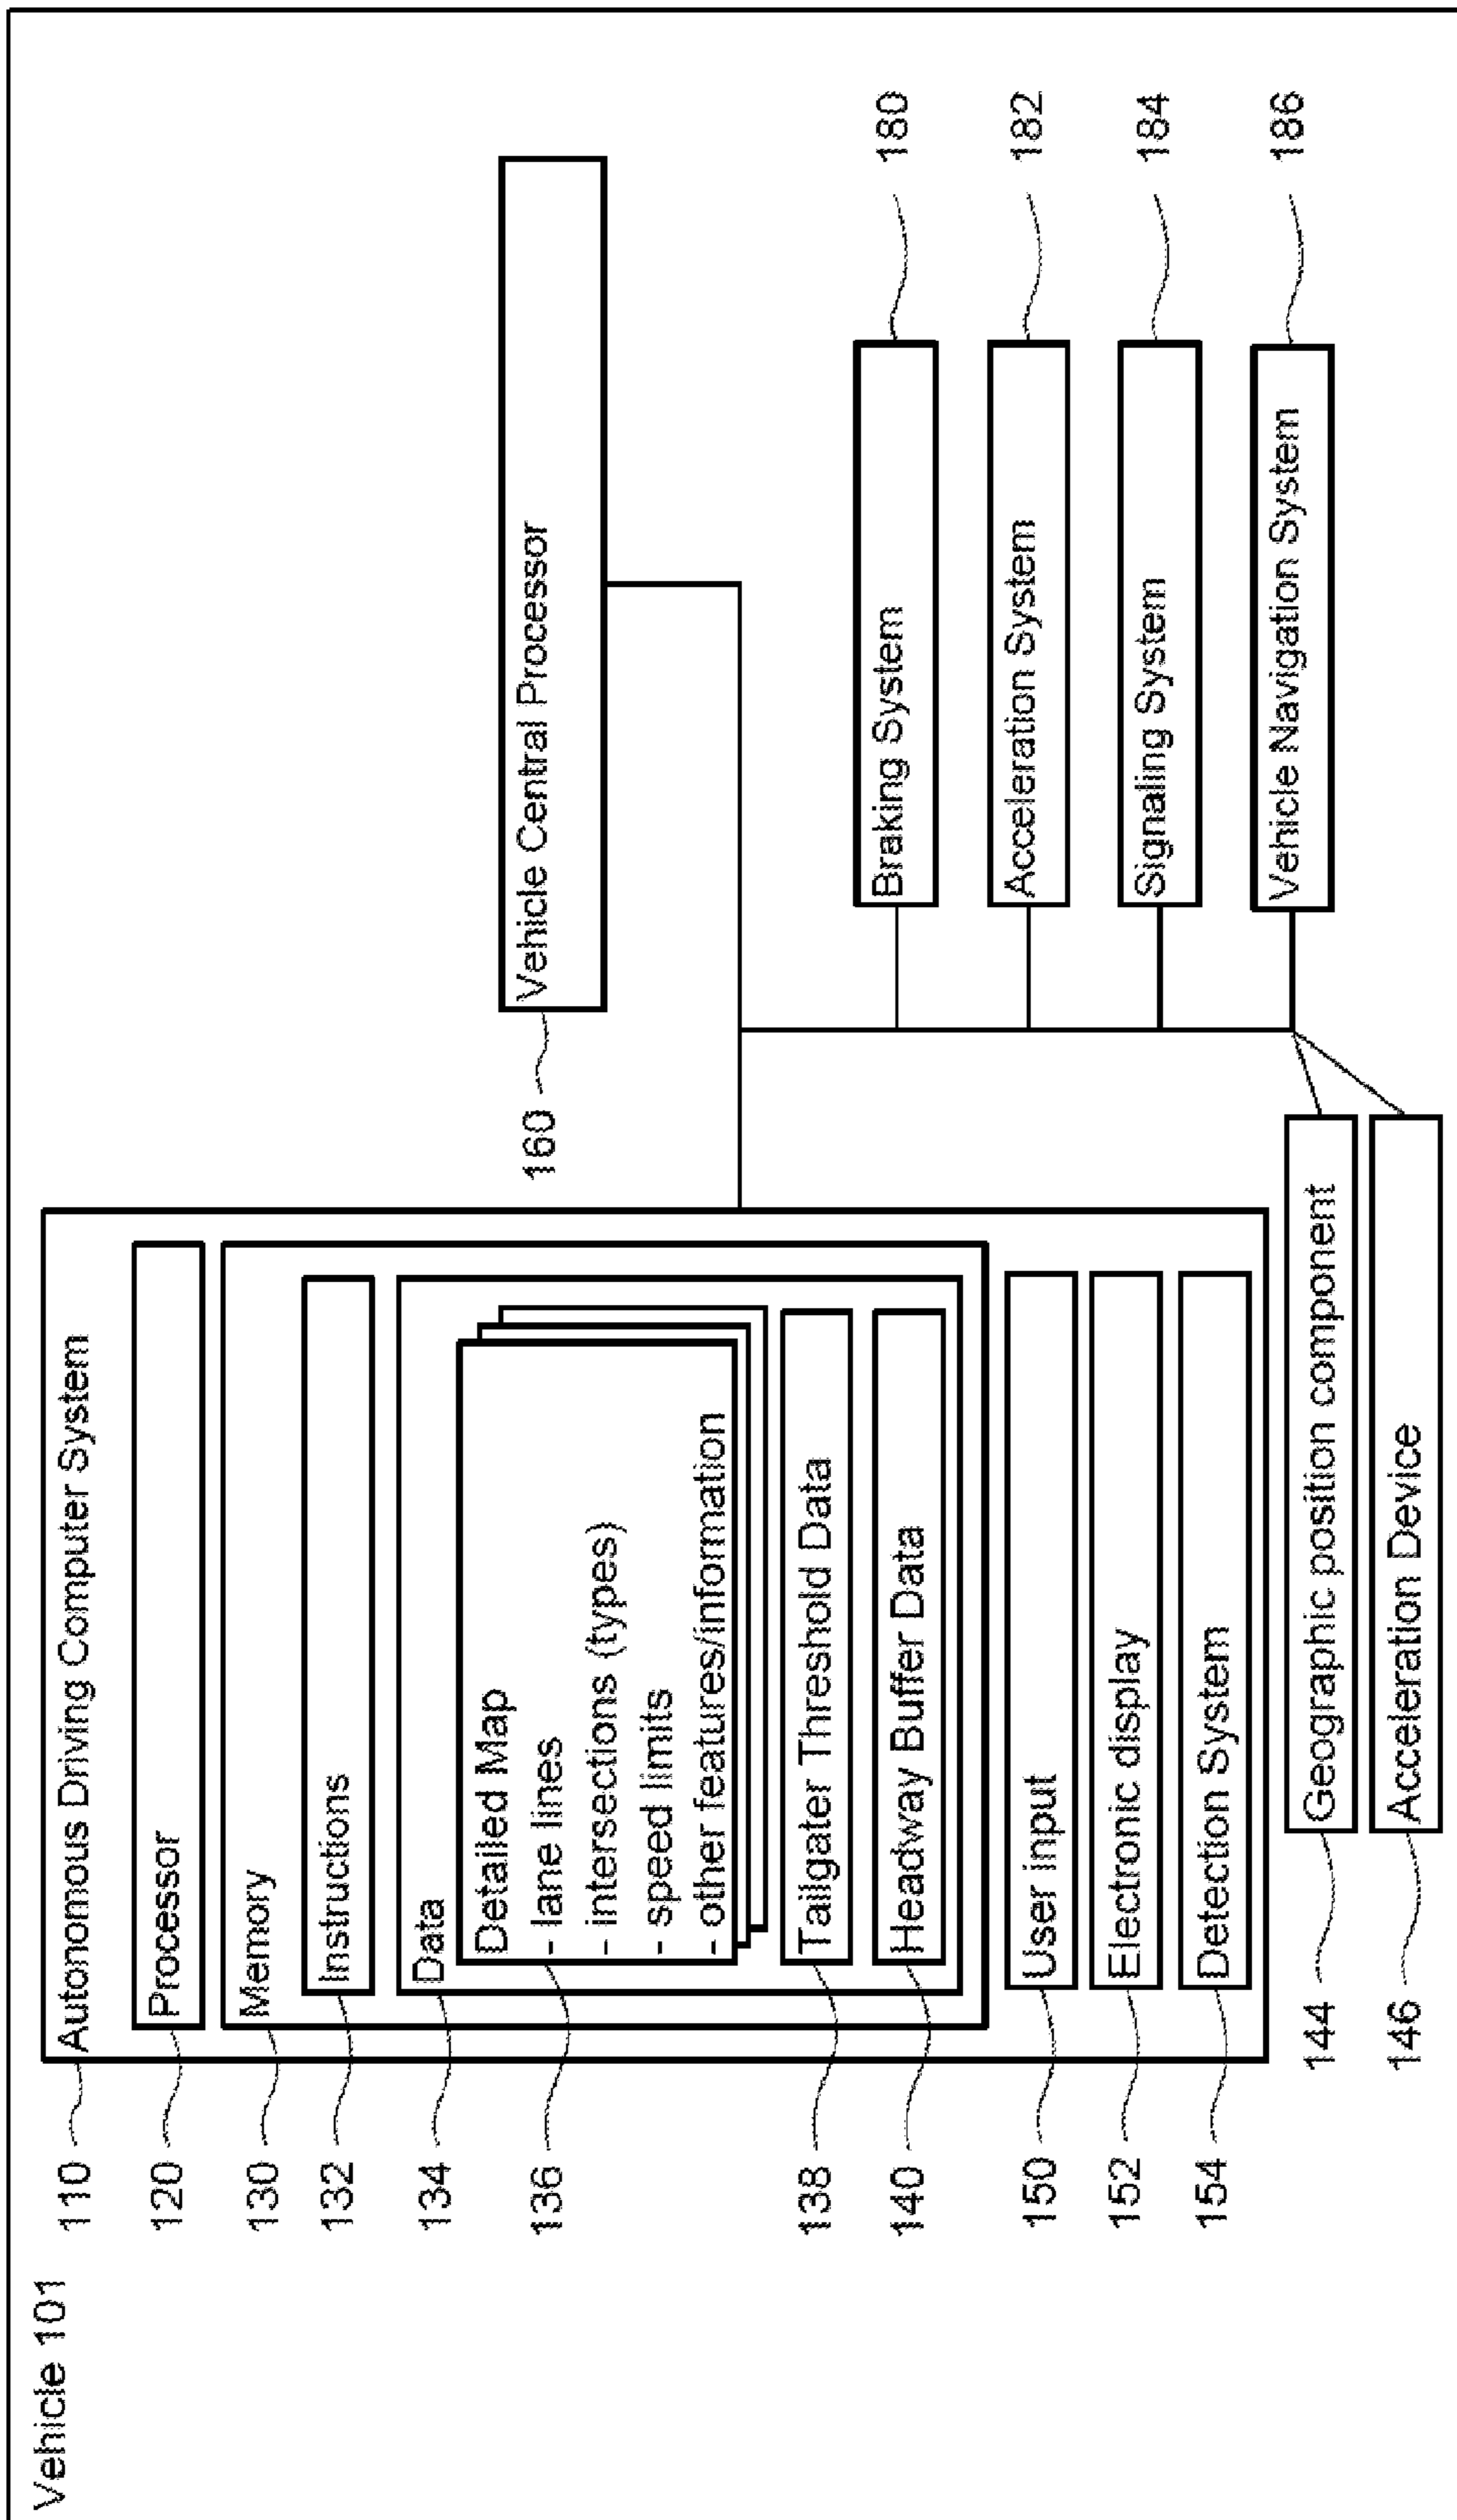 Vehicle 101
110
Autonomous Driving Computer System
120
Processor
130
Memory
132
Instructions
134
Data
136
Detailed Map
- lane lines
- intersections (types)
- speed limits
- other features/information
138
Tailgater Threshold Data
140
Headway Buffer Data
150
User input
152
Electronic display
154
Detection System
144
Geographic position component
146
Acceleration Device
160
Vehicle Central Processor
Braking System
180
Acceleration System
182
Signaling System
184
Vehicle Navigation System
186